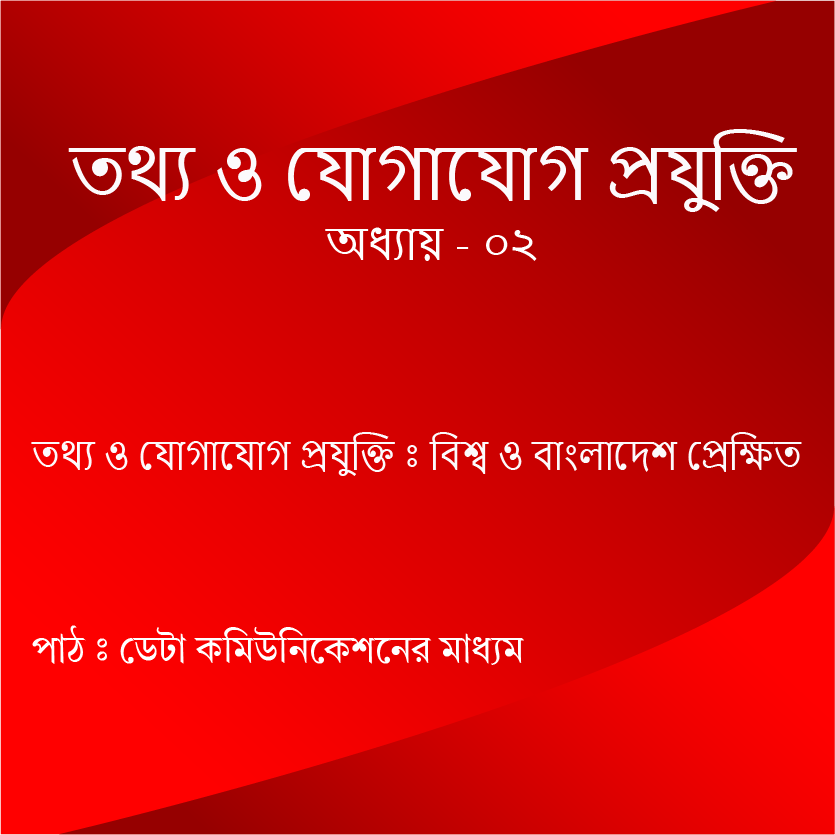 তথ্য ও যোগাযোগ প্রযুক্তি
অধ্যায় - ০২
তথ্য ও যোগাযোগ প্রযুক্তি ঃ বিশ্ব ও বাংলাদেশ প্রেক্ষিত
পাঠ ঃ ডেটা কমিউনিকেশনের মাধ্যম